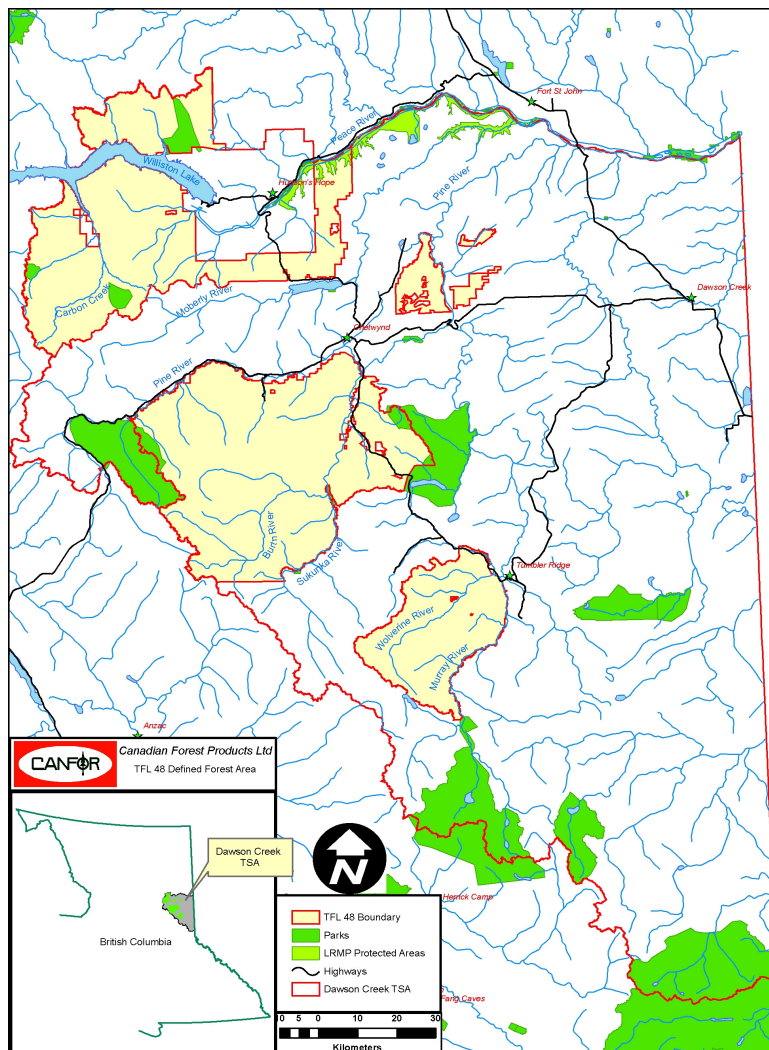 Fort St John
Peace River
Williston Lake
Hudson's Hope
Pine River
Carbon Creek
Moberly River
Dawson Creek
Chetwynd
Pine River
Burnt River
Sukunka River
Tumbler Ridge
Wolverine River
Murray River
Anzac
CANFOR
Canadian Forest Products Ltd
TFL 48 Defined Forest Area
Dawson Creek
TSA
British Columbia
N
Herrick Camp
Fang Caves
TFL 48 Boundary
Parks
LRMP Protected Areas
Highways
Dawson Creek TSA
10 5 0 10 20 30
Kilometers